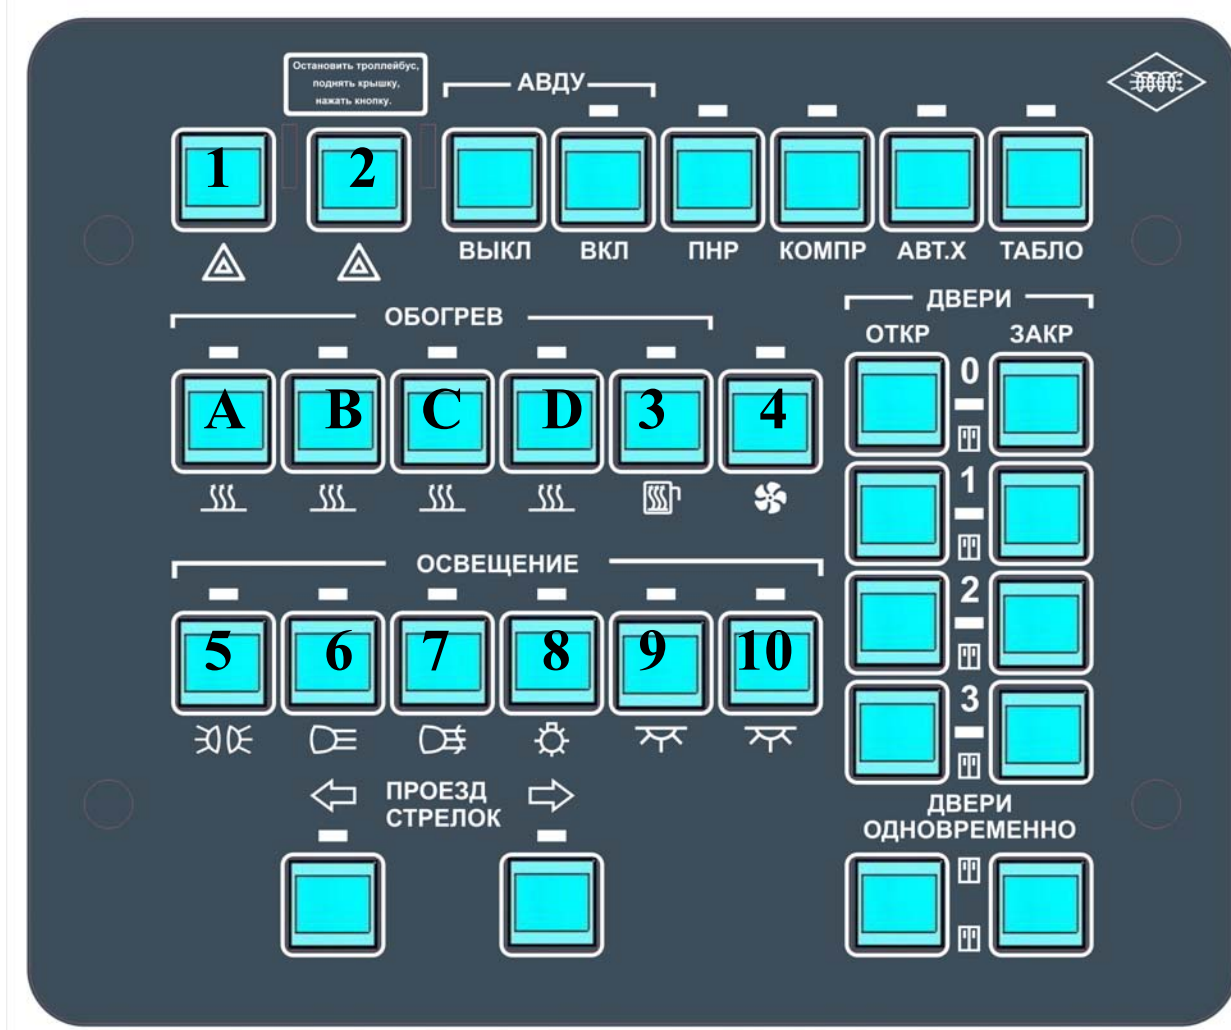 Остановить троллейбус,
поднять крышку,
нажать кнопку.
АВДУ
1 2
ВЫКЛ ВКЛ ПНР КОМПР АВТ.Х ТАБЛО
ОБОГРЕВ
ДВЕРИ
ОТКР ЗАКР
A B C D 3 4
0
1
2
3
ОСВЕЩЕНИЕ
5 6 7 8 9 10
ПРОЕЗД
СТРЕЛОК
ДВЕРИ
ОДНОВРЕМЕННО